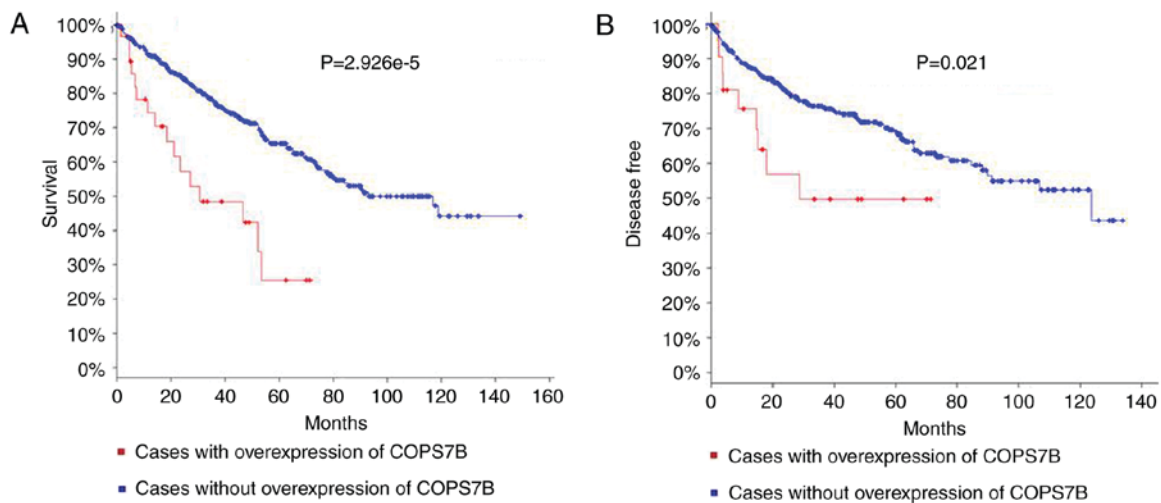 A
100%
90%
80%
70%
60%
50%
40%
30%
20%
10%
0%
Survival
P=2.926e-5
0 20 40 60 80 100 120 140 160
Months
Cases with overexpression of COPS7B
Cases without overexpression of COPS7B
B
100%
90%
80%
70%
60%
50%
40%
30%
20%
10%
80%
90%
0%
Disease free
P=0.021
0 20 40 60 80 100 120 140
Months
Cases with overexpression of COPS7B
Cases without overexpression of COPS7B